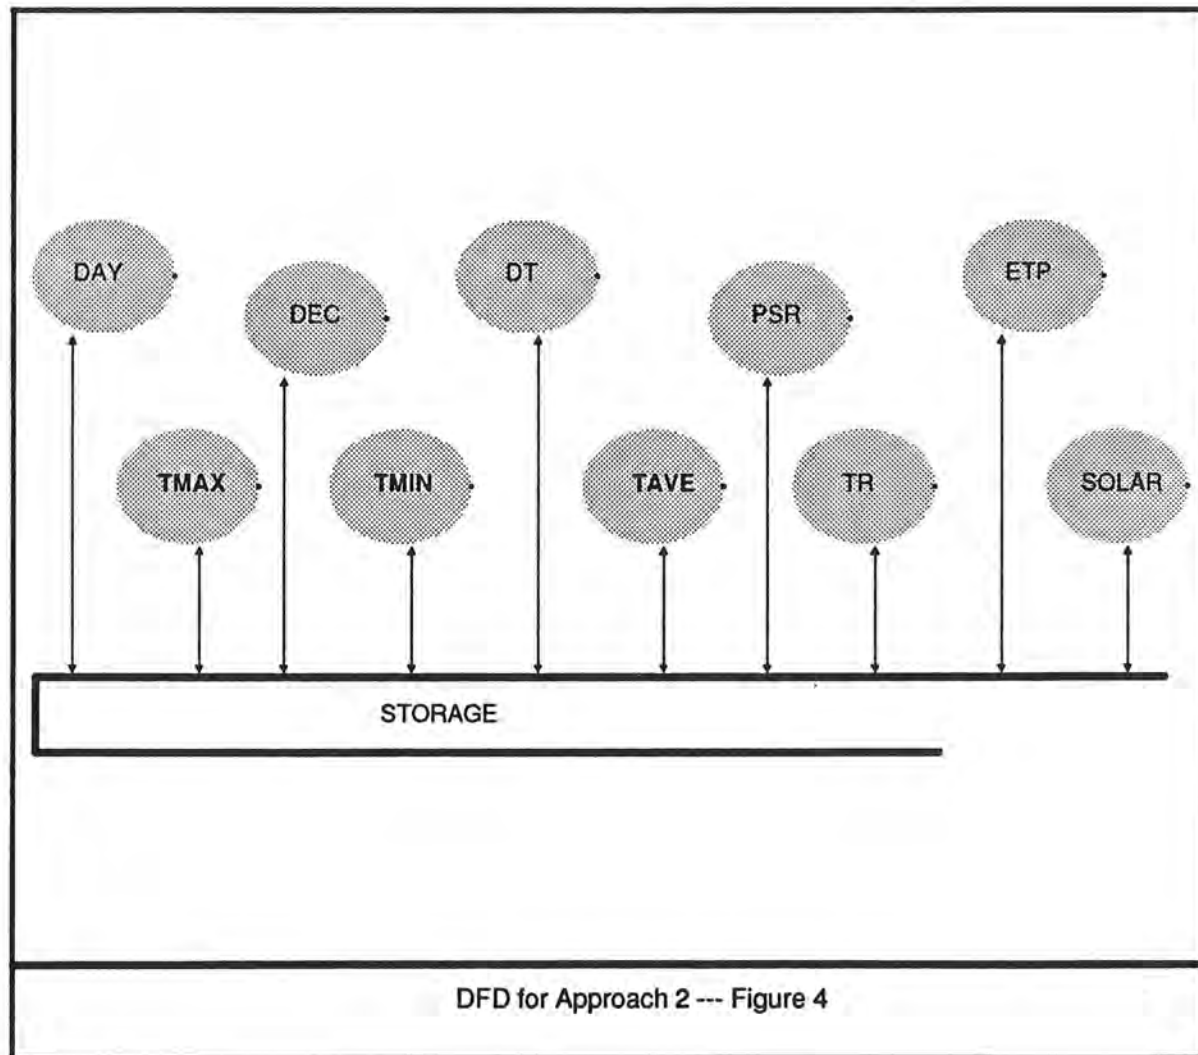 DAY
DT
ETP
DEC
PSR
TMAX
TMIN
TAVE
TR
SOLAR
STORAGE
DFD for Approach 2 --- Figure 4